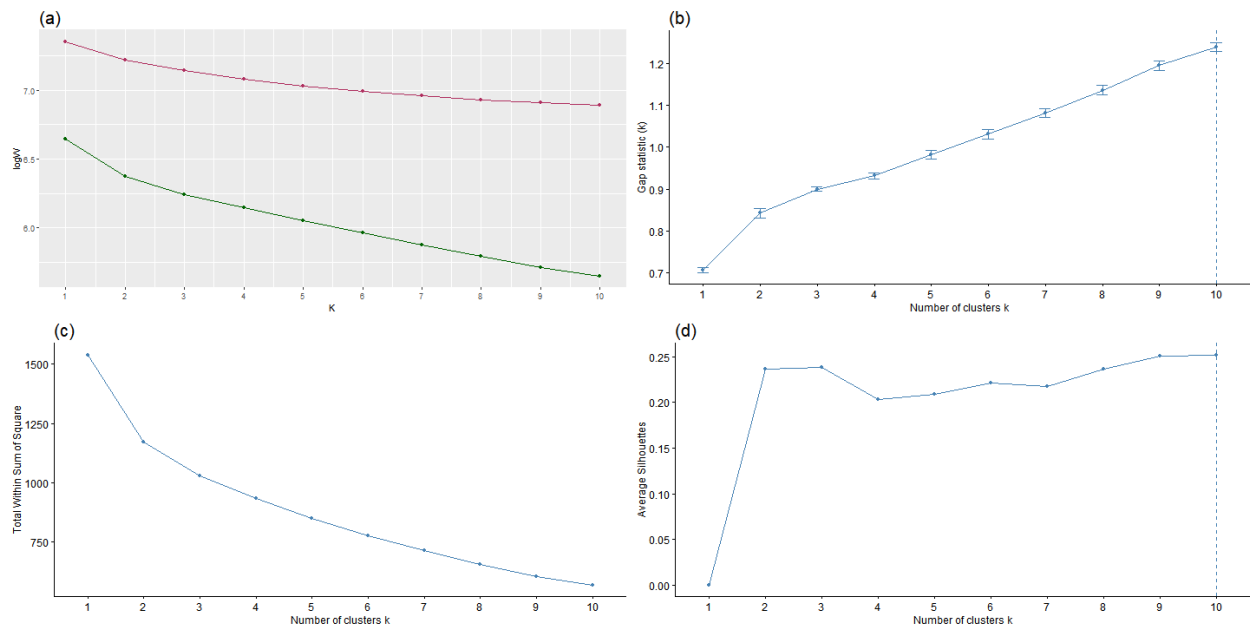 (a)
logW
7.0
6.5
6.0
1 2 3 4 5 6 7 8 9 10
K
(b)
Gap statistic (k)
1.2
1.1
1.0
0.9
0.8
0.7
1 2 3 4 5 6 7 8 9 10
Number of clusters k
(c)
Total Within Sum of Square
1500
1250
1000
750
1 2 3 4 5 6 7 8 9 10
Number of clusters k
(d)
Average Silhouettes
0.25
0.20
0.15
0.10
0.05
0.00
1 2 3 4 5 6 7 8 9 10
Number of clusters k